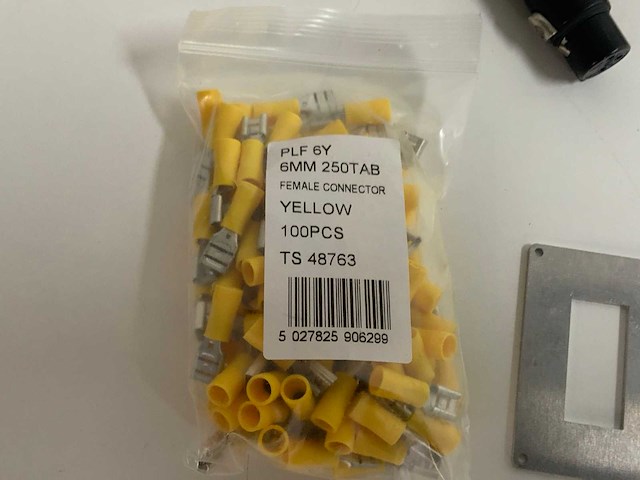 PLF 6Y
6MM 250TAB
FEMALE CONNECTOR
YELLOW
100PCS
TS 48763
5 027825 906299